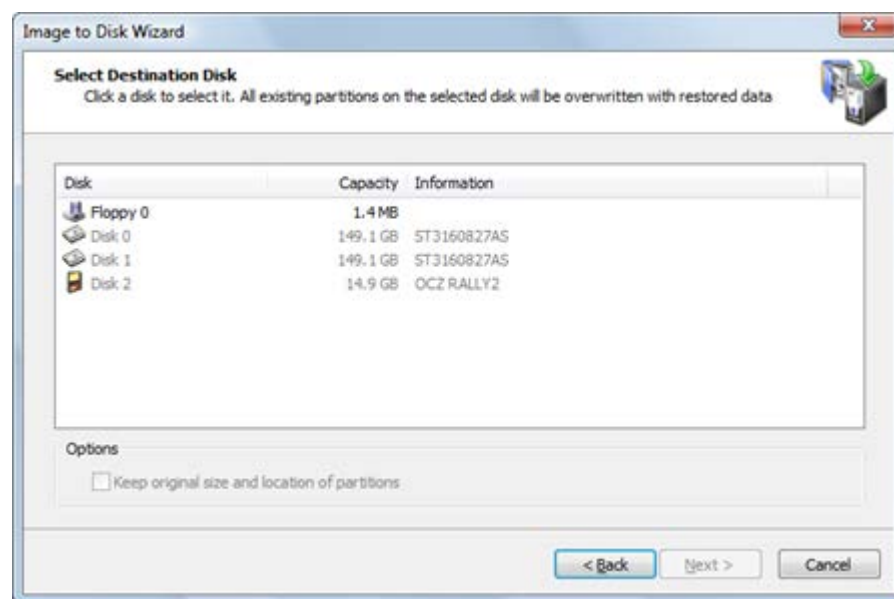 Image to Disk Wizard
Select Destination Disk
Click a disk to select it. All existing partitions on the selected disk will be overwritten with restored data
Disk Capacity Information
Floppy 0 1.4 MB
Disk 0 149.1 GB ST3160827AS
Disk 1 149.1 GB ST3160827AS
Disk 2 14.9 GB OCZ RALLY2
Options
Keep original size and location of partitions
< Back Next > Cancel